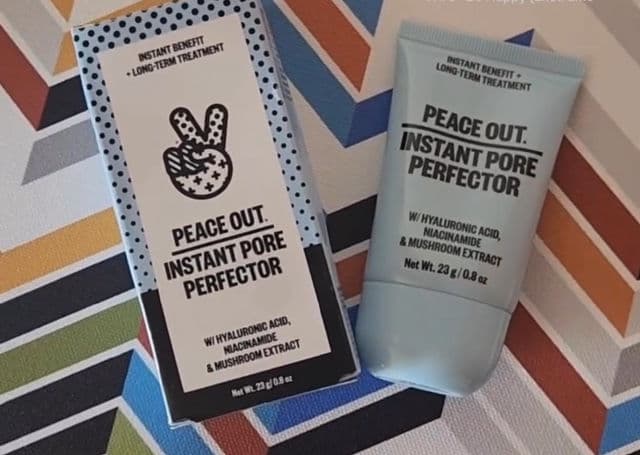 INSTANT BENEFIT
+ LONG-TERM TREATMENT
PEACE OUT.
INSTANT PORE
PERFECTOR
W/ HYALURONIC ACID,
NIACINAMIDE
& MUSHROOM EXTRACT
Net Wt. 23 g/0.8 oz
INSTANT BENEFIT +
LONG-TERM TREATMENT
PEACE OUT.
INSTANT PORE
PERFECTOR
W/ HYALURONIC ACID,
NIACINAMIDE
& MUSHROOM EXTRACT
Net Wt. 23 g/0.8 oz